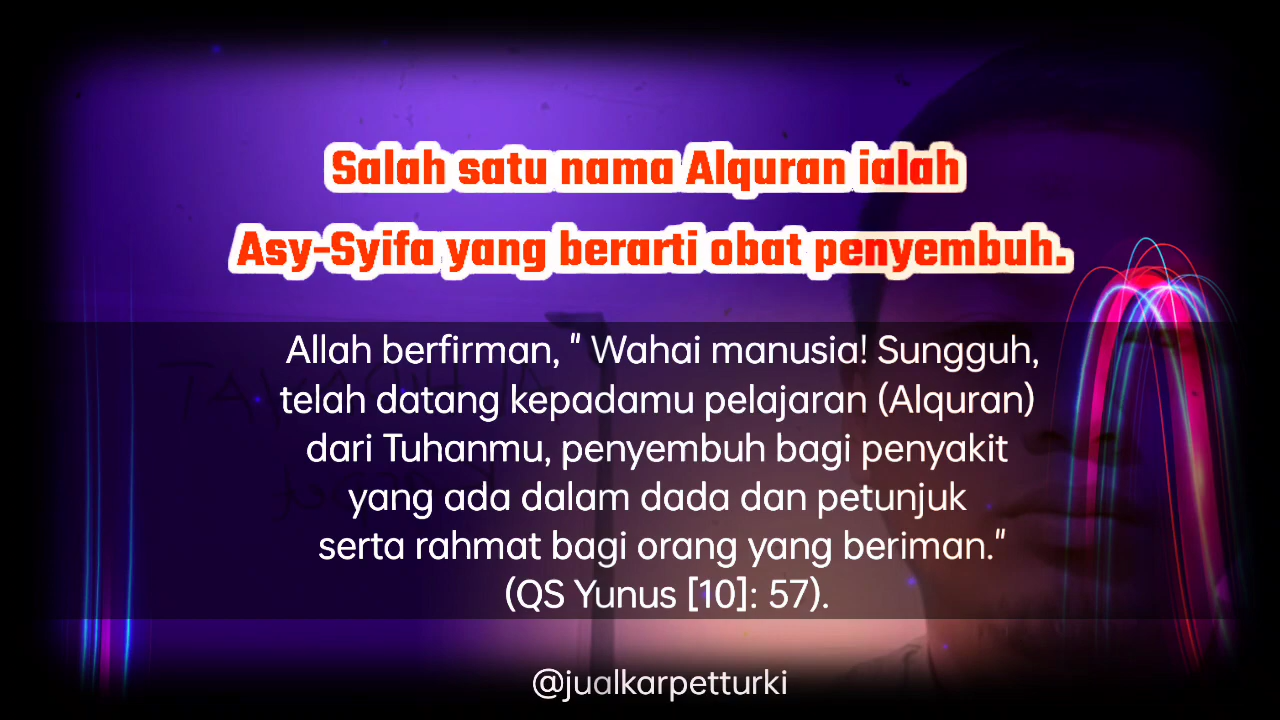 Salah satu nama Alquran ialah
Asy-Syifa yang berarti obat penyembuh.
Allah berfirman, " Wahai manusia! Sungguh,
telah datang kepadamu pelajaran (Alquran)
dari Tuhanmu, penyembuh bagi penyakit
yang ada dalam dada dan petunjuk
serta rahmat bagi orang yang beriman."
(QS Yunus [10]: 57).
@jualkarpetturki